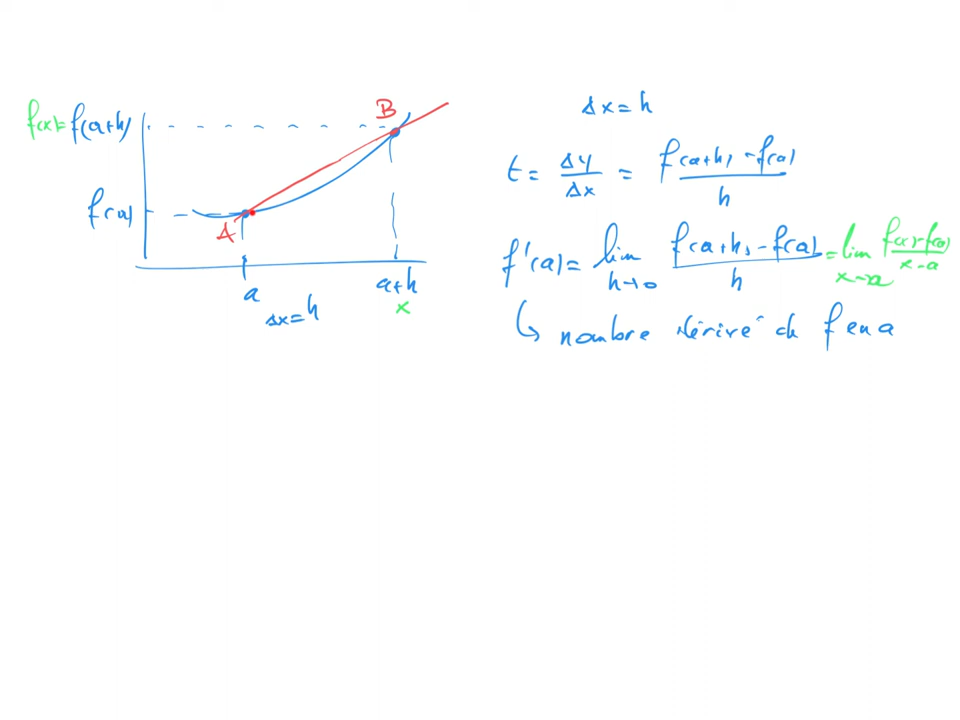 f(x)= f(a+h)
B
f(a)
A
a
a+h
Δx=h
x
Δx=h
t = Δy/Δx = (f(a+h) - f(a))/h
f'(a) = lim h→0 (f(a+h) - f(a))/h = lim x→a (f(x)-f(a))/(x-a)
↳ nombre dérivé de f en a